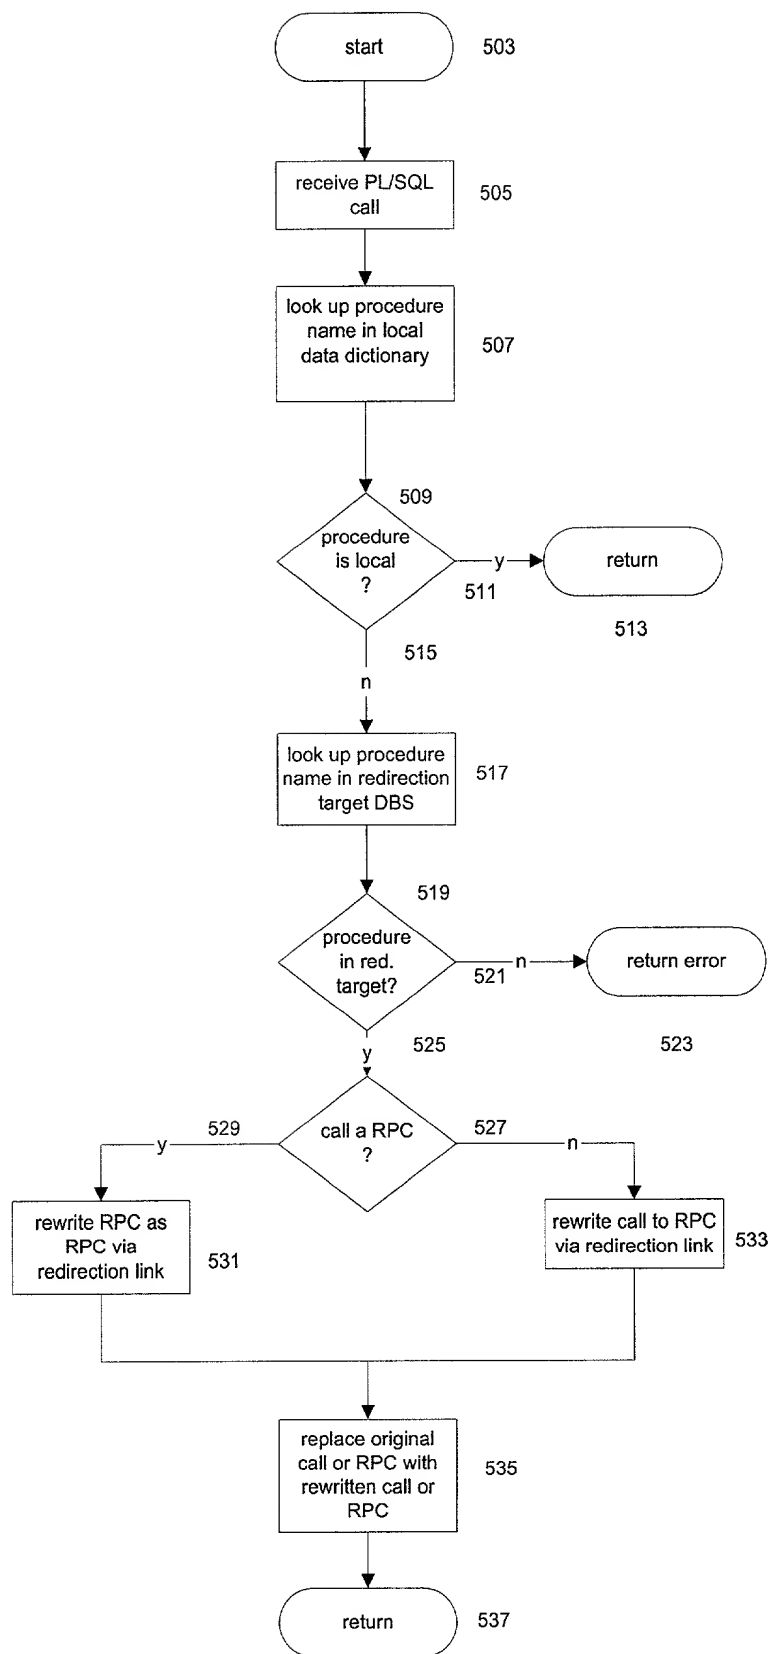 start
503
receive PL/SQL
call
505
look up procedure
name in local
data dictionary
507
509
procedure
is local
?
y
511
return
513
515
n
look up procedure
name in redirection
target DBS
517
519
procedure
in red.
target?
n
521
return error
523
525
y
call a RPC
?
529
y
527
n
rewrite RPC as
RPC via
redirection link
531
rewrite call to RPC
via redirection link
533
replace original
call or RPC with
rewritten call or
RPC
535
return
537